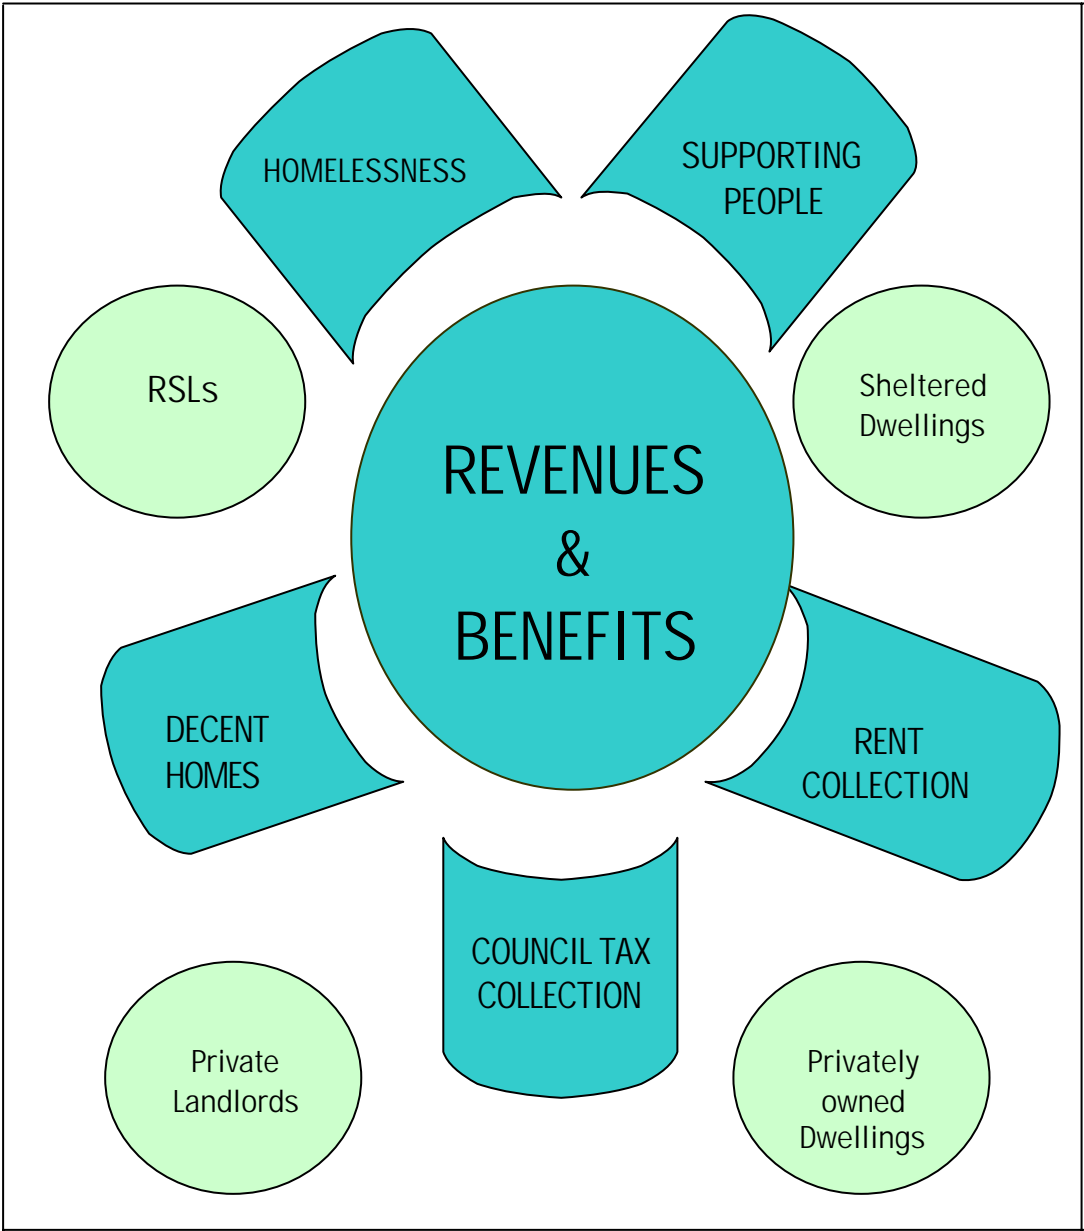 HOMELESSNESS
SUPPORTING
PEOPLE
RSLs
Sheltered
Dwellings
REVENUES
&
BENEFITS
DECENT
HOMES
RENT
COLLECTION
COUNCIL TAX
COLLECTION
Private
Landlords
Privately
owned
Dwellings